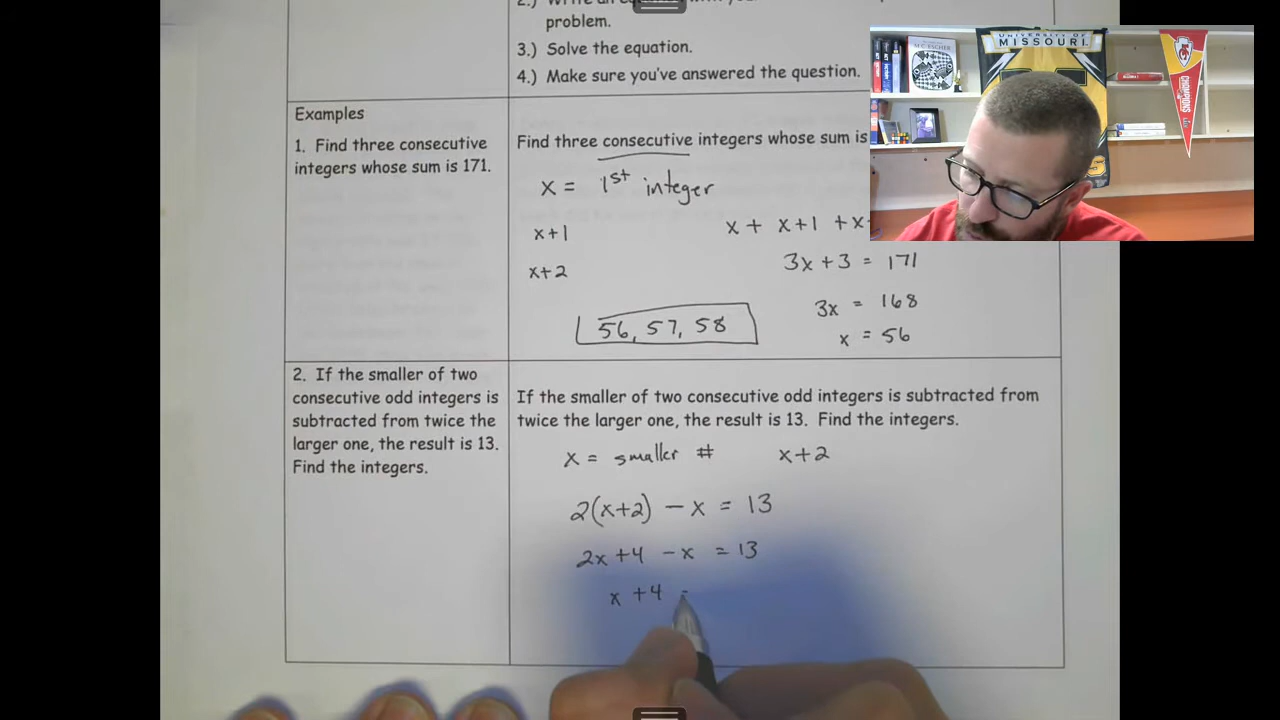 problem.
3.) Solve the equation.
4.) Make sure you've answered the question.
UNIVERSITY OF
MISSOURI
M.C. ESCHER
CHIEFS
CHAMPIONS
Examples
1. Find three consecutive
integers whose sum is 171.
Find three consecutive integers whose sum is
x = 1st integer
x+1
x + x+1 +x
x+2
3x+3 = 171
3x = 168
x = 56
56, 57, 58
2. If the smaller of two
consecutive odd integers is
subtracted from twice the
larger one, the result is 13.
Find the integers.
If the smaller of two consecutive odd integers is subtracted from
twice the larger one, the result is 13. Find the integers.
x = smaller # x+2
2(x+2) - x = 13
2x +4 - x = 13
x +4 =